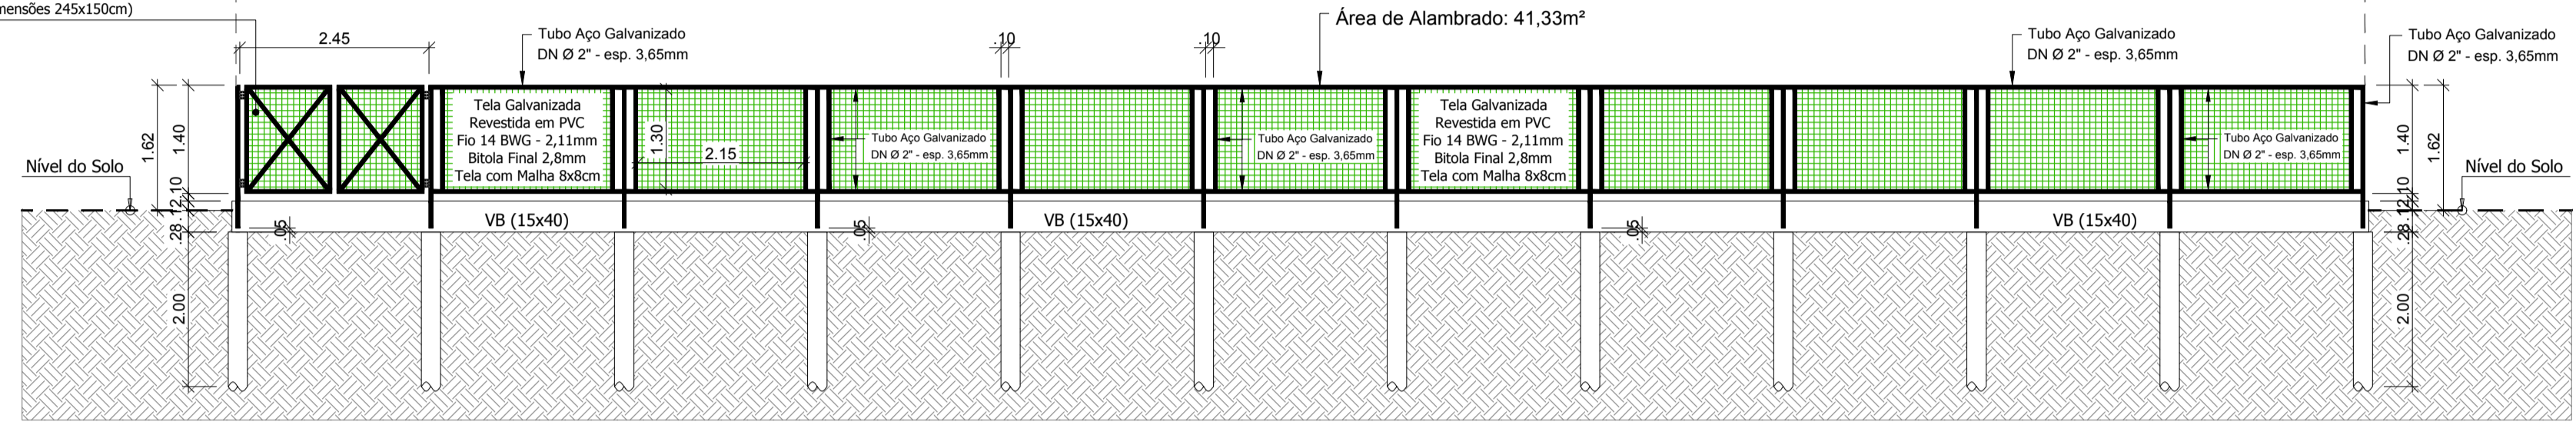 mensões 245x150cm)
Área de Alambrado: 41,33m²
Tubo Aço Galvanizado
DN Ø 2" - esp. 3,65mm
Tubo Aço Galvanizado
DN Ø 2" - esp. 3,65mm
Tubo Aço Galvanizado
DN Ø 2" - esp. 3,65mm
2.45
.10
.10
Tela Galvanizada
Revestida em PVC
Fio 14 BWG - 2,11mm
Bitola Final 2,8mm
Tela com Malha 8x8cm
1.30
2.15
Tubo Aço Galvanizado
DN Ø 2" - esp. 3,65mm
Tubo Aço Galvanizado
DN Ø 2" - esp. 3,65mm
Tela Galvanizada
Revestida em PVC
Fio 14 BWG - 2,11mm
Bitola Final 2,8mm
Tela com Malha 8x8cm
Tubo Aço Galvanizado
DN Ø 2" - esp. 3,65mm
1.62
1.40
.10
.12
.28
2.00
1.40
1.62
.10
.12
.28
2.00
Nível do Solo
Nível do Solo
VB (15x40)
VB (15x40)
VB (15x40)
.05
.05
.05